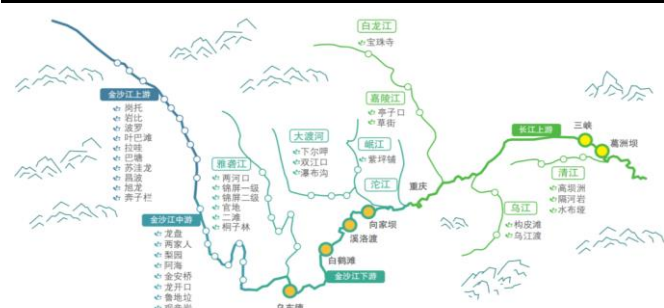 白龙江
宝珠寺
金沙江上游
岗托
岩比
波罗
叶巴滩
拉哇
巴塘
苏洼龙
昌波
旭龙
奔子栏
嘉陵江
亭子口
草街
大渡河
下尔呷
双江口
瀑布沟
岷江
紫坪铺
沱江
雅砻江
两河口
锦屏一级
锦屏二级
官地
二滩
桐子林
长江上游
三峡
葛洲坝
清江
高坝洲
隔河岩
水布垭
重庆
乌江
构皮滩
乌江渡
金沙江中游
龙盘
两家人
梨园
阿海
金安桥
龙开口
鲁地拉
向家坝
溪洛渡
白鹤滩
金沙江下游